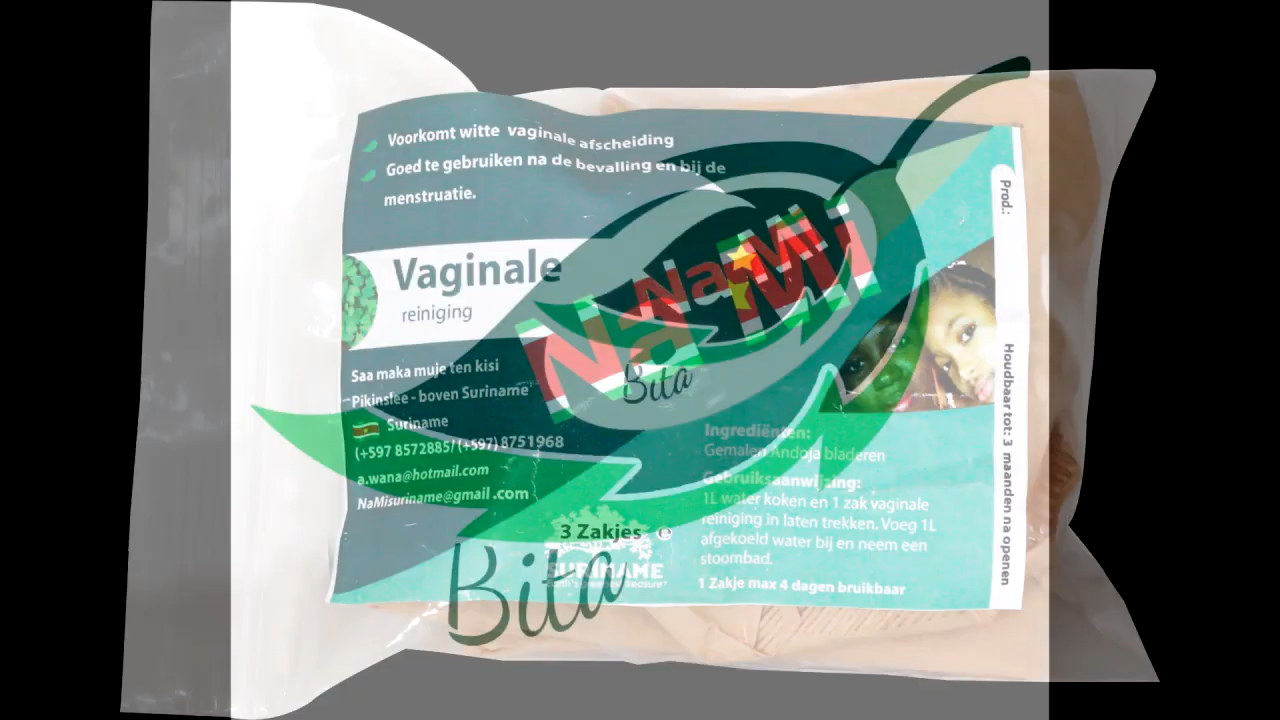 Voorkomt witte vaginale afscheiding
Goed te gebruiken na de bevalling en bij de
menstruatie.
Vaginale
reiniging
Saa maka muje ten kisi
Pikinslee - boven Suriname
Suriname
(+597 8572885/ (+597) 8751968
a.wana@hotmail.com
NaMisuriname@gmail.com
NaMi
Bita
NaMi
Bita
3 Zakjes e
SURINAME
Ingrediënten:
Gemalen Andoja bladeren
Gebruiksaanwijzing:
1L water koken en 1 zak vaginale
reiniging in laten trekken. Voeg 1L
afgekoeld water bij en neem een
stoombad.
1 Zakje max 4 dagen bruikbaar
Prod.:
Houdbaar tot: 3 maanden na openen